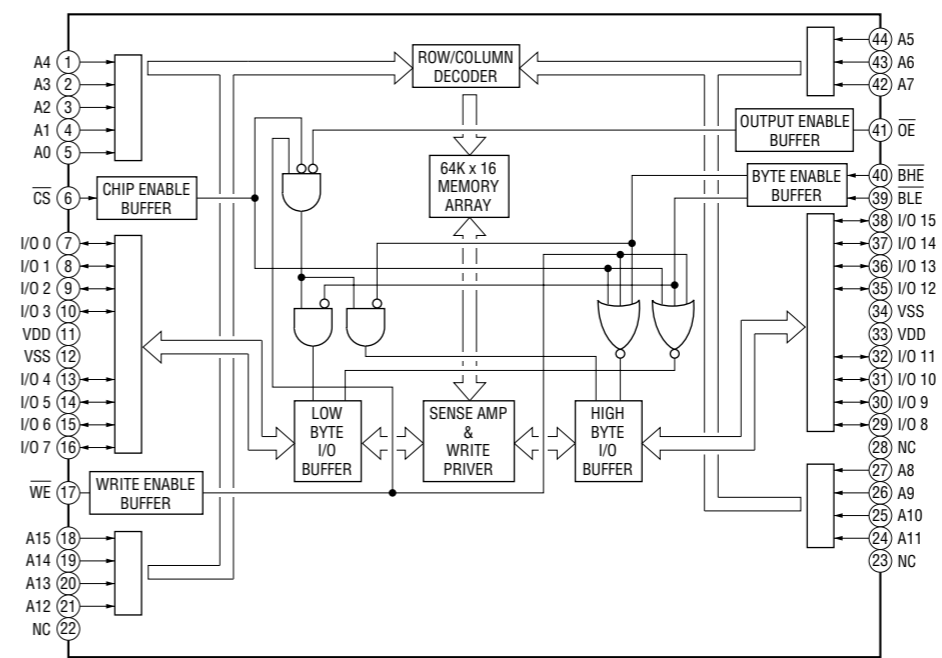 A4 1
A3 2
A2 3
A1 4
A0 5
CS 6
I/O 0 7
I/O 1 8
I/O 2 9
I/O 3 10
VDD 11
VSS 12
I/O 4 13
I/O 5 14
I/O 6 15
I/O 7 16
WE 17
A15 18
A14 19
A13 20
A12 21
NC 22
CHIP ENABLE
BUFFER
WRITE ENABLE
BUFFER
ROW/COLUMN
DECODER
64K x 16
MEMORY
ARRAY
LOW
BYTE
I/O
BUFFER
SENSE AMP
&
WRITE
PRIVER
HIGH
BYTE
I/O
BUFFER
OUTPUT ENABLE
BUFFER
BYTE ENABLE
BUFFER
44 A5
43 A6
42 A7
41 OE
40 BHE
39 BLE
38 I/O 15
37 I/O 14
36 I/O 13
35 I/O 12
34 VSS
33 VDD
32 I/O 11
31 I/O 10
30 I/O 9
29 I/O 8
28 NC
27 A8
26 A9
25 A10
24 A11
23 NC